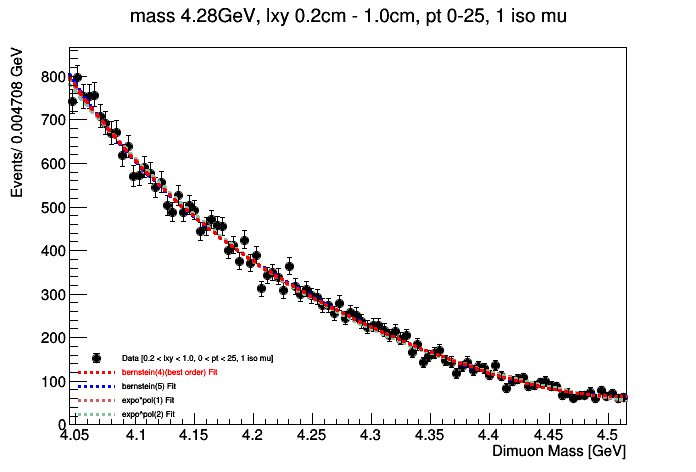 mass 4.28GeV, lxy 0.2cm - 1.0cm, pt 0-25, 1 iso mu
Events/ 0.004708 GeV
800
700
600
500
400
300
200
100
0
Data [0.2 < lxy < 1.0, 0 < pt < 25, 1 iso mu]
bernstein(4)(best order) Fit
bernstein(5) Fit
expo*pol(1) Fit
expo*pol(2) Fit
4.05 4.1 4.15 4.2 4.25 4.3 4.35 4.4 4.45 4.5
Dimuon Mass [GeV]